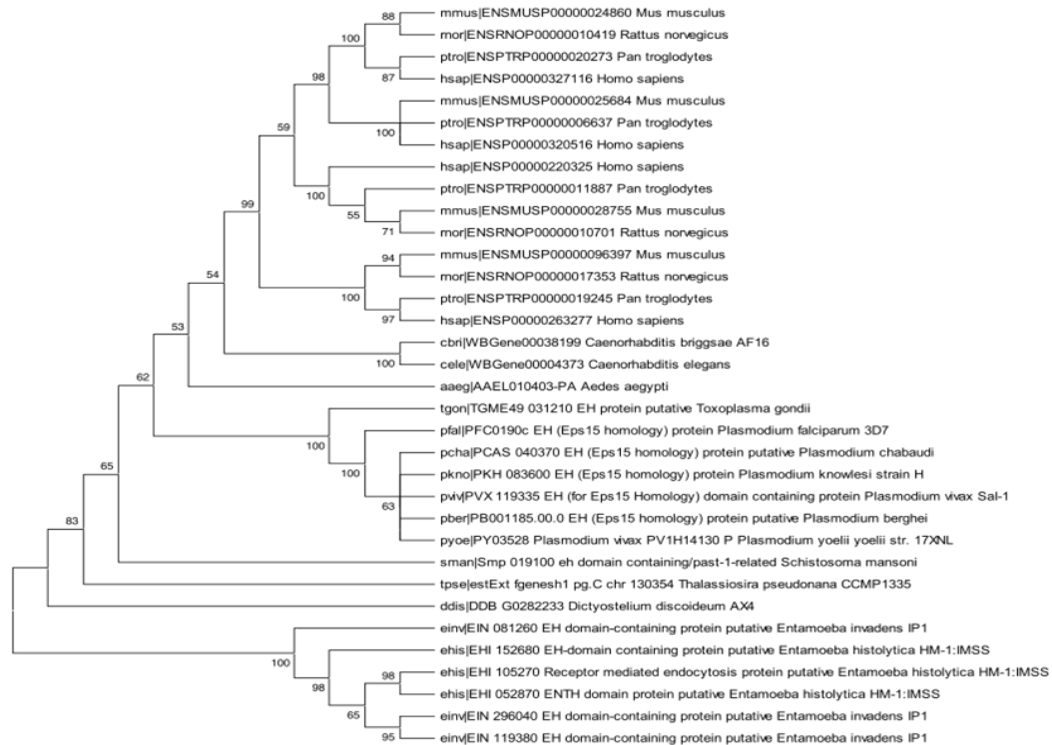 mmus|ENSMUSP00000024860 Mus musculus
rnor|ENSRNOP00000010419 Rattus norvegicus
ptro|ENSPTRP00000020273 Pan troglodytes
hsap|ENSP00000327116 Homo sapiens
mmus|ENSMUSP00000025684 Mus musculus
ptro|ENSPTRP00000006637 Pan troglodytes
hsap|ENSP00000320516 Homo sapiens
hsap|ENSP00000220325 Homo sapiens
ptro|ENSPTRP00000011887 Pan troglodytes
mmus|ENSMUSP00000028755 Mus musculus
rnor|ENSRNOP00000010701 Rattus norvegicus
mmus|ENSMUSP00000096397 Mus musculus
rnor|ENSRNOP00000017353 Rattus norvegicus
ptro|ENSPTRP00000019245 Pan troglodytes
hsap|ENSP00000263277 Homo sapiens
cbri|WBGene00038199 Caenorhabditis briggsae AF16
cele|WBGene00004373 Caenorhabditis elegans
aaeg|AAEL010403-PA Aedes aegypti
tgon|TGME49 031210 EH protein putative Toxoplasma gondii
pfal|PFC0190c EH (Eps15 homology) protein Plasmodium falciparum 3D7
pcha|PCAS 040370 EH (Eps15 homology) protein putative Plasmodium chabaudi
pkno|PKH 083600 EH (Eps15 homology) protein Plasmodium knowlesi strain H
pviv|PVX 119335 EH (for Eps15 Homology) domain containing protein Plasmodium vivax Sal-1
pber|PB001185.00.0 EH (Eps15 homology) protein putative Plasmodium berghei
pyoe|PY03528 Plasmodium vivax PV1H14130 P Plasmodium yoelii yoelii str. 17XNL
sman|Smp 019100 eh domain containing/past-1-related Schistosoma mansoni
tpse|estExt fgenesh1 pg.C chr 130354 Thalassiosira pseudonana CCMP1335
ddis|DDB G0282233 Dictyostelium discoideum AX4
einv|EIN 081260 EH domain-containing protein putative Entamoeba invadens IP1
ehis|EHI 152680 EH-domain containing protein putative Entamoeba histolytica HM-1:IMSS
ehis|EHI 105270 Receptor mediated endocytosis protein putative Entamoeba histolytica HM-1:IMSS
ehis|EHI 052870 ENTH domain protein putative Entamoeba histolytica HM-1:IMSS
einv|EIN 296040 EH domain-containing protein putative Entamoeba invadens IP1
einv|EIN 119380 EH domain-containing protein putative Entamoeba invadens IP1
88
100
87
98
100
59
100
55
71
99
94
100
97
54
100
53
62
100
100
63
65
83
100
98
98
65
95